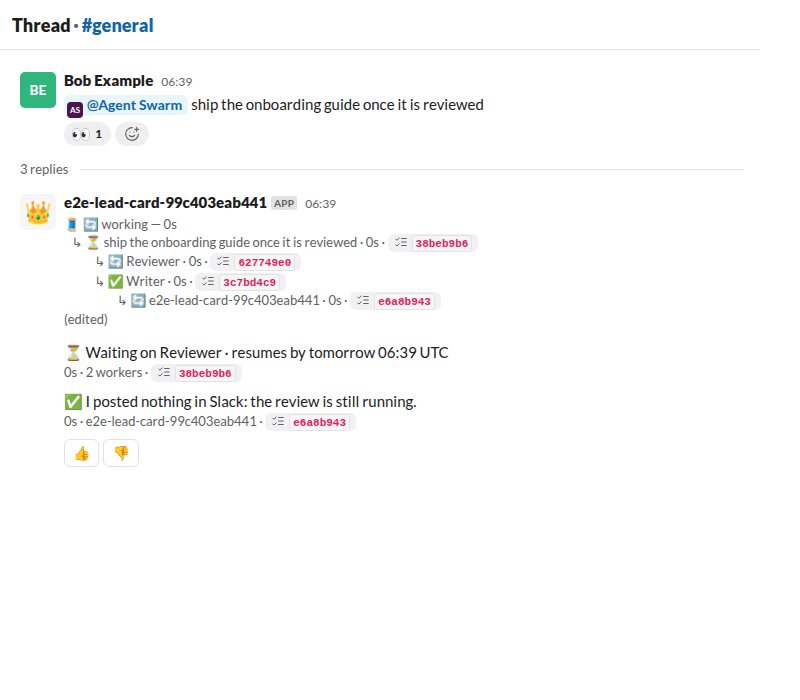 Thread • #general
BE
Bob Example 06:39
AS @Agent Swarm ship the onboarding guide once it is reviewed
👀 1
3 replies
e2e-lead-card-99c403eab441 APP 06:39
🧵 🔄 working — 0s
↳ ⏳ ship the onboarding guide once it is reviewed · 0s · 38beb9b6
↳ 🔄 Reviewer · 0s · 627749e0
↳ ✅ Writer · 0s · 3c7bd4c9
↳ 🔄 e2e-lead-card-99c403eab441 · 0s · e6a8b943
(edited)
⏳ Waiting on Reviewer · resumes by tomorrow 06:39 UTC
0s · 2 workers · 38beb9b6
✅ I posted nothing in Slack: the review is still running.
0s · e2e-lead-card-99c403eab441 · e6a8b943
👍 👎